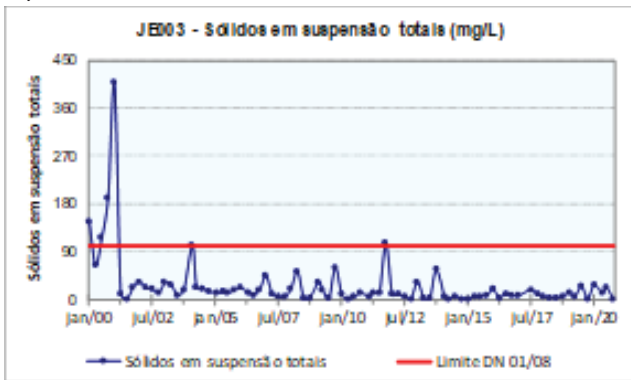 JE003 - Sólidos em suspensão totais (mg/L)
Sólidos em suspensão totais
450
360
270
180
90
0
jan/00 jul/02 jan/05 jul/07 jan/10 jul/12 jan/15 jul/17 jan/20
Sólidos em suspensão totais Limite DN 01/08